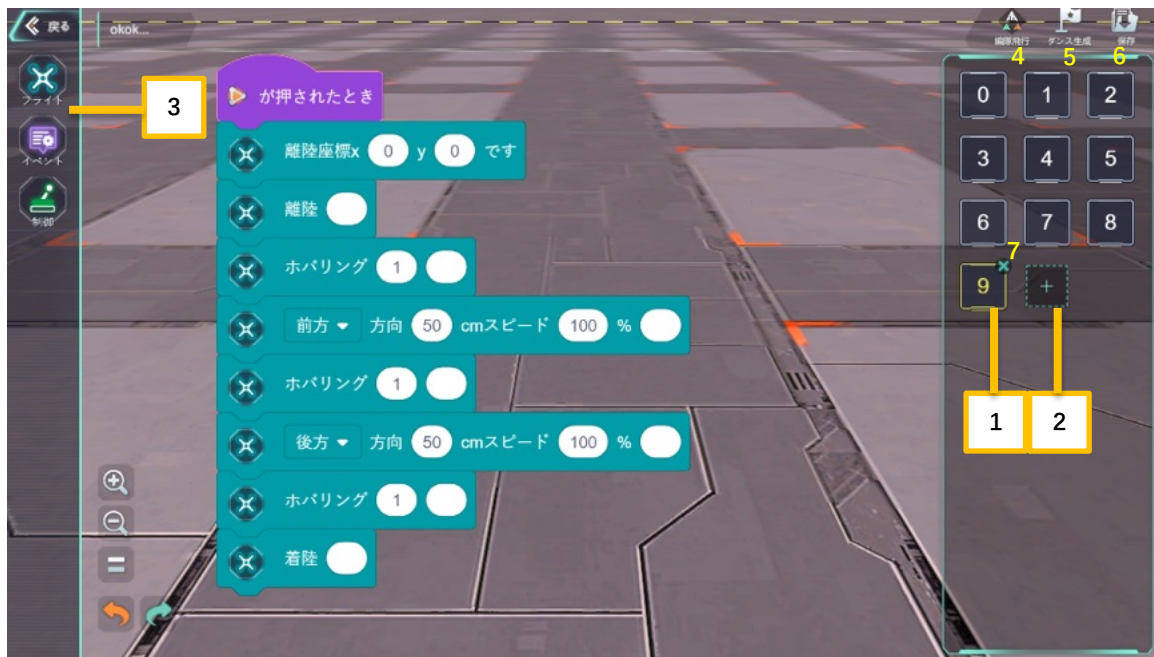 戻る
okok...
編隊飛行
ダンス生成
保存
4
5
6
フライト
3
イベント
制御
が押されたとき
離陸座標x 0 y 0 です
離陸
ホバリング 1
前方 方向 50 cmスピード 100 %
ホバリング 1
後方 方向 50 cmスピード 100 %
ホバリング 1
着陸
0 1 2
3 4 5
6 7 8
7
9 +
1 2